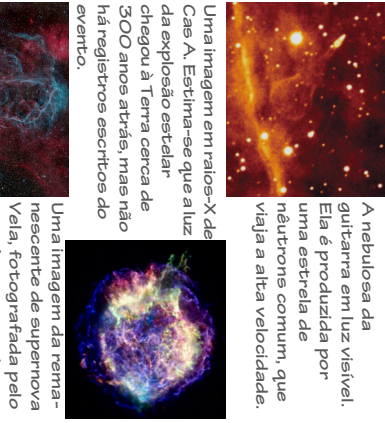 A nebulosa da
guitarra em luz visível.
Ela é produzida por
uma estrela de
nêutrons comum, que
viaja a alta velocidade.
Uma imagem em raios-X de
Cas A. Estima-se que a luz
da explosão estelar
chegou à Terra cerca de
300 anos atrás, mas não
há registros escritos do
evento.
Uma imagem da rema-
nescente de supernova
Vela, fotografada pelo